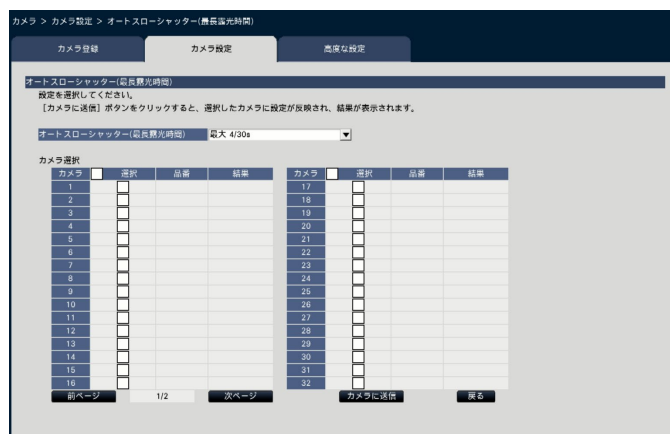 カメラ > カメラ設定 > オートスローシャッター(最長露光時間)
カメラ登録 カメラ設定 高度な設定
オートスローシャッター(最長露光時間)
設定を選択してください。
[カメラに送信] ボタンをクリックすると、選択したカメラに設定が反映され、結果が表示されます。
オートスローシャッター(最長露光時間) 最大 4/30s
カメラ選択
カメラ 選択 品番 結果 カメラ 選択 品番 結果
1 17
2 18
3 19
4 20
5 21
6 22
7 23
8 24
9 25
10 26
11 27
12 28
13 29
14 30
15 31
16 32
前ページ 1/2 次ページ カメラに送信 戻る